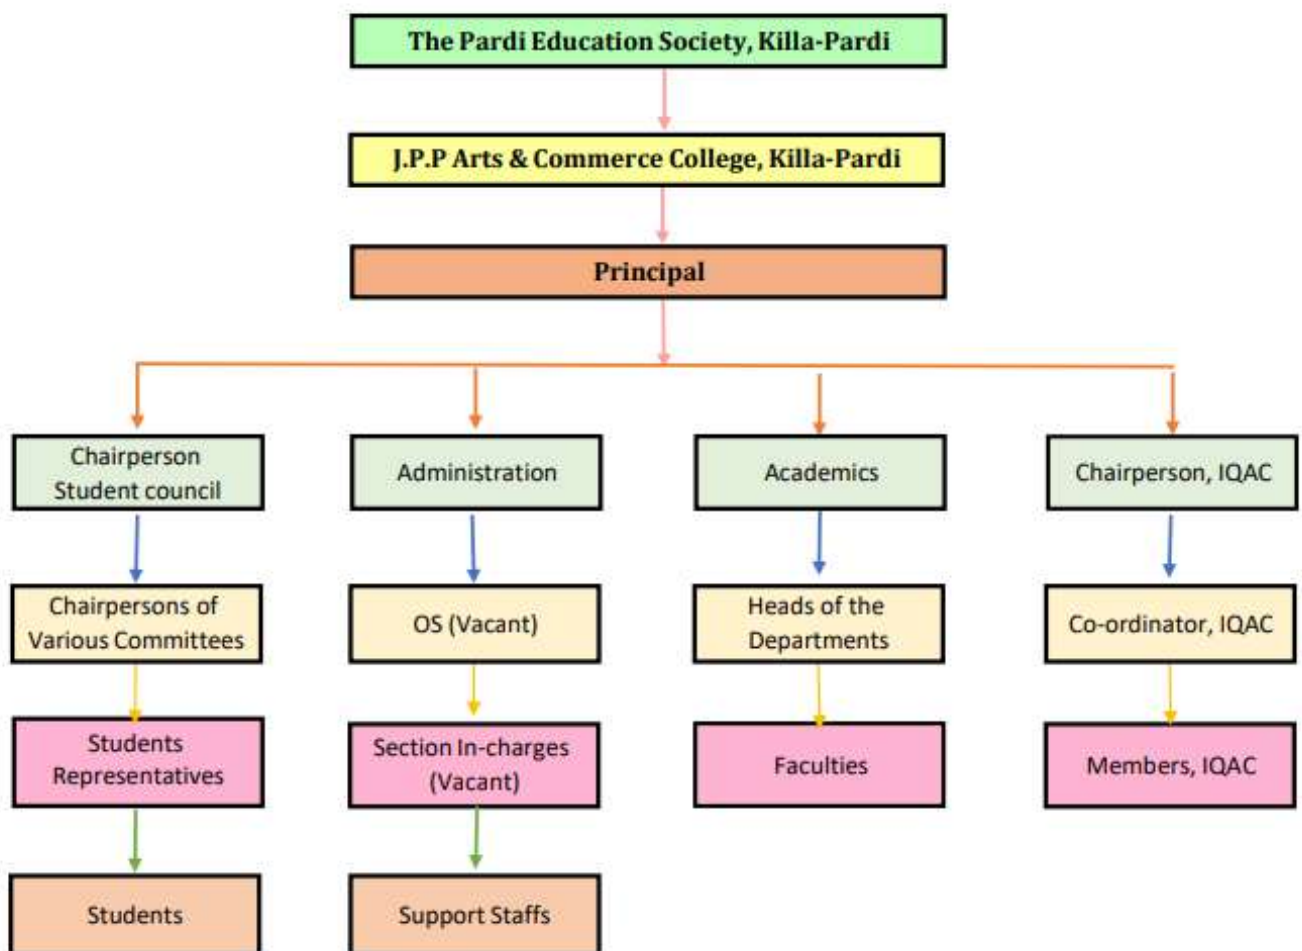 The Pardi Education Society, Killa-Pardi
J.P.P Arts & Commerce College, Killa-Pardi
Principal
Chairperson
Student council
Administration
Academics
Chairperson, IQAC
Chairpersons of
Various Committees
OS (Vacant)
Heads of the
Departments
Co-ordinator, IQAC
Students
Representatives
Section In-charges
(Vacant)
Faculties
Members, IQAC
Students
Support Staffs